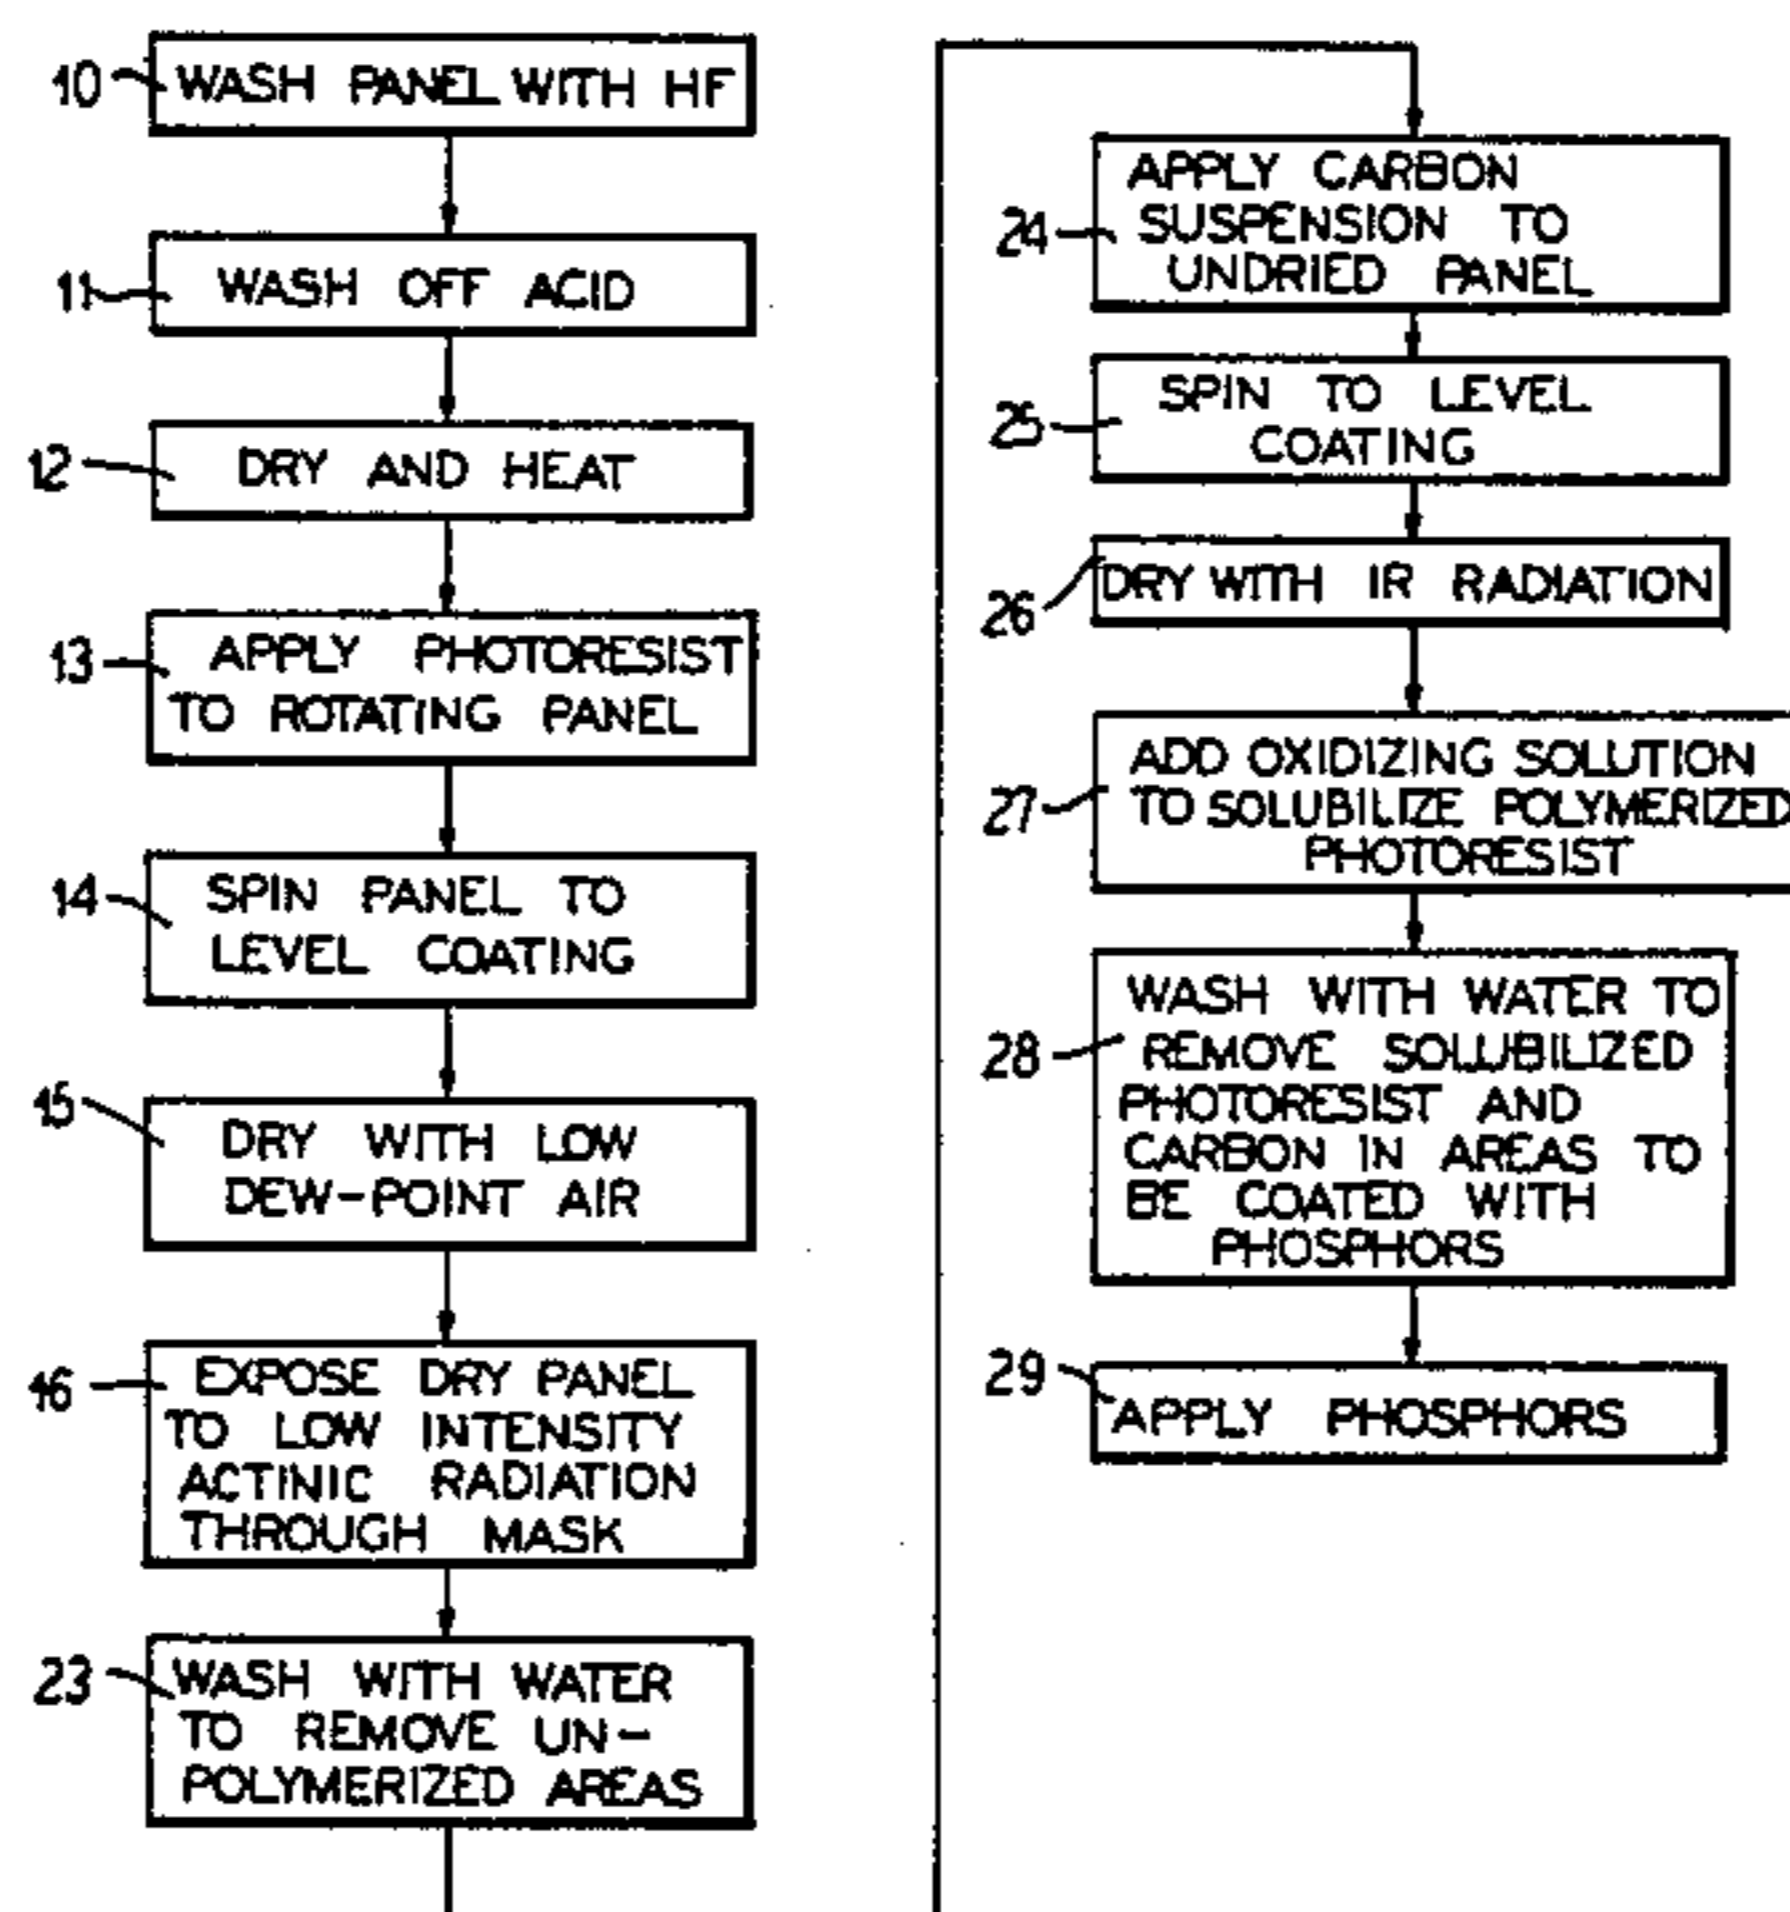 10
WASH PANEL WITH HF
11
WASH OFF ACID
12
DRY AND HEAT
13
APPLY PHOTORESIST
TO ROTATING PANEL
14
SPIN PANEL TO
LEVEL COATING
15
DRY WITH LOW
DEW-POINT AIR
16
EXPOSE DRY PANEL
TO LOW INTENSITY
ACTINIC RADIATION
THROUGH MASK
23
WASH WITH WATER
TO REMOVE UN-
POLYMERIZED AREAS
24
APPLY CARBON
SUSPENSION TO
UNDRIED PANEL
25
SPIN TO LEVEL
COATING
26
DRY WITH IR RADIATION
27
ADD OXIDIZING SOLUTION
TO SOLUBILIZE POLYMERIZED
PHOTORESIST
28
WASH WITH WATER TO
REMOVE SOLUBILIZED
PHOTORESIST AND
CARBON IN AREAS TO
BE COATED WITH
PHOSPHORS
29
APPLY PHOSPHORS